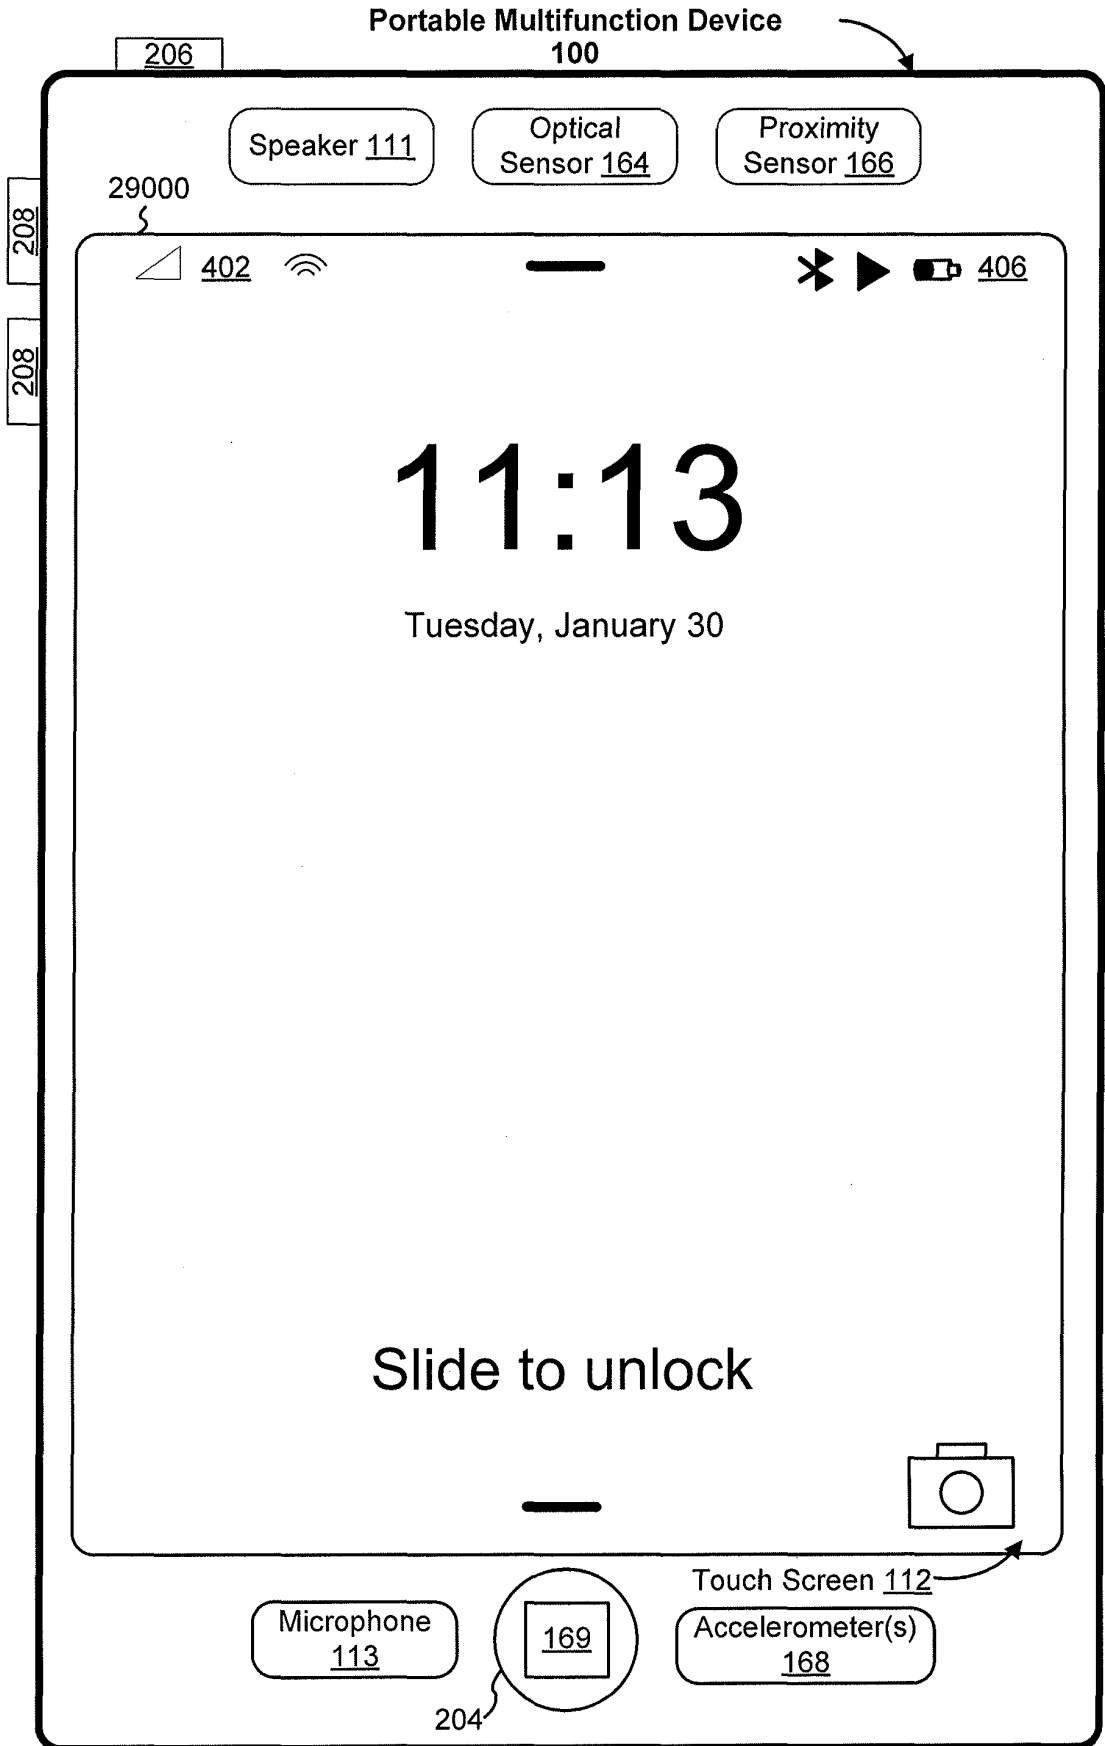 Portable Multifunction Device
100
206
Speaker 111
Optical
Sensor 164
Proximity
Sensor 166
29000
208
402
406
208
11:13
Tuesday, January 30
Slide to unlock
Touch Screen 112
Microphone
113
169
Accelerometer(s)
168
204